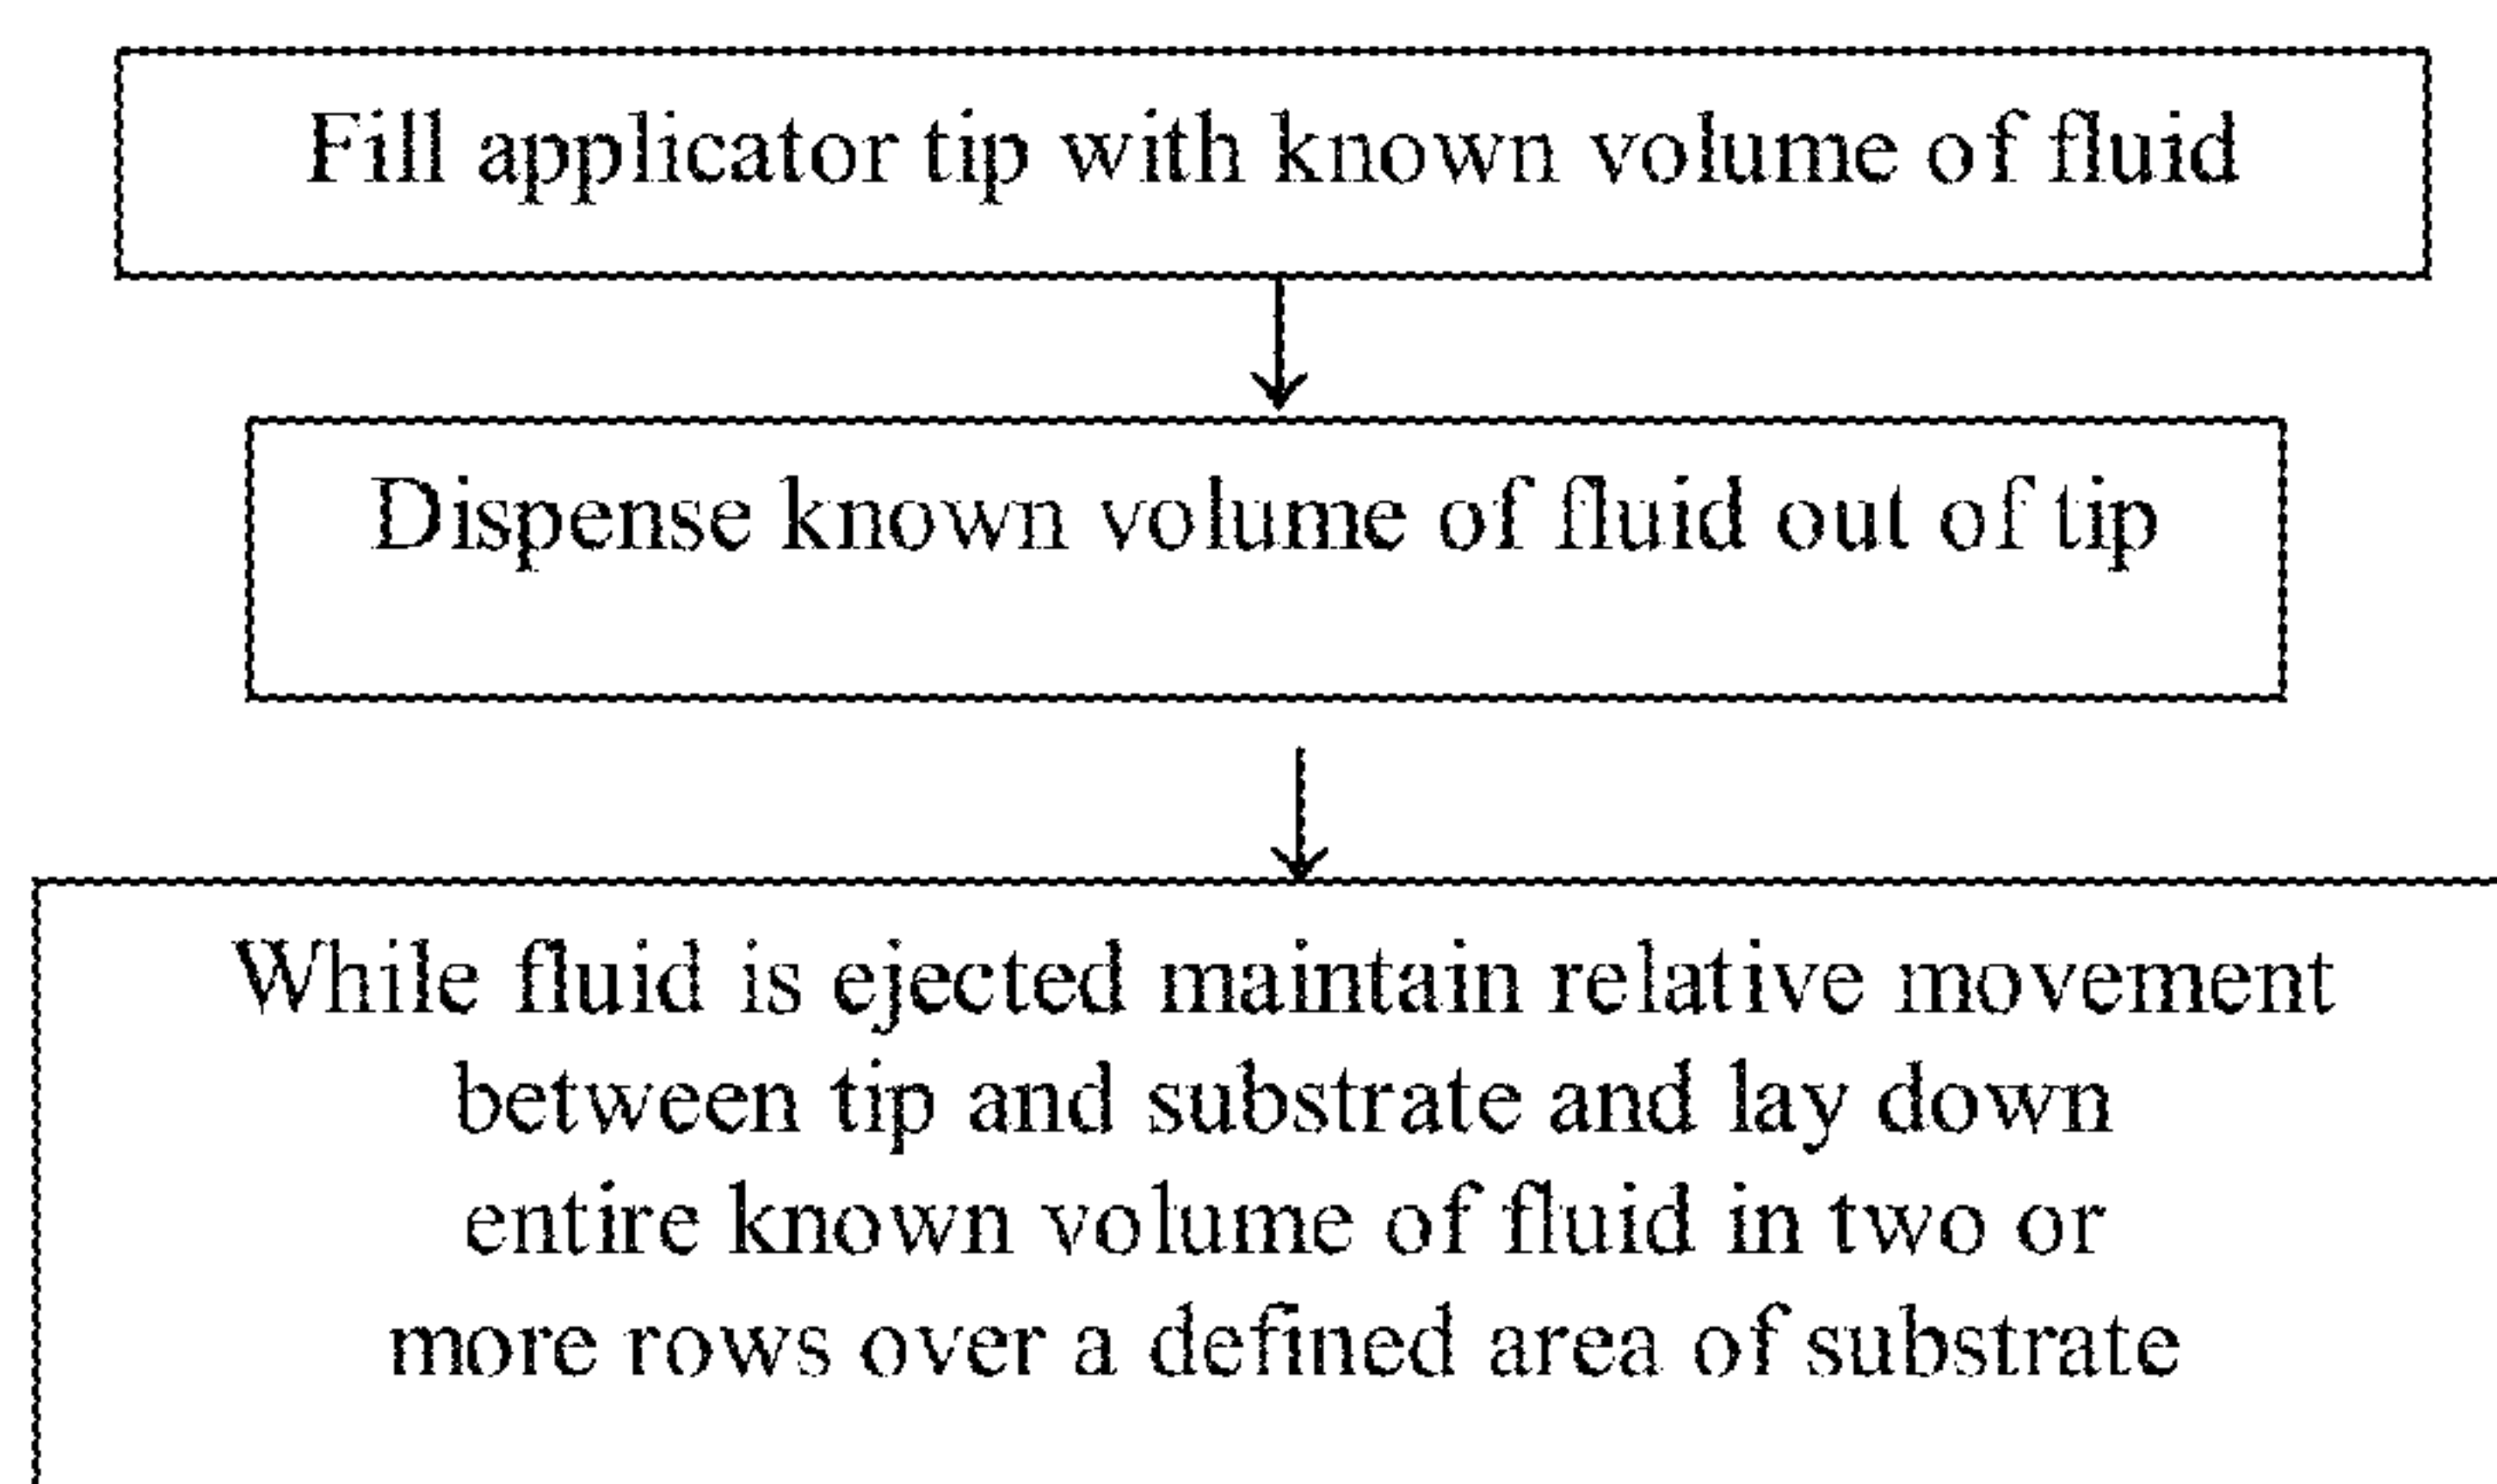 Fill applicator tip with known volume of fluid
Dispense known volume of fluid out of tip
While fluid is ejected maintain relative movement
between tip and substrate and lay down
entire known volume of fluid in two or
more rows over a defined area of substrate